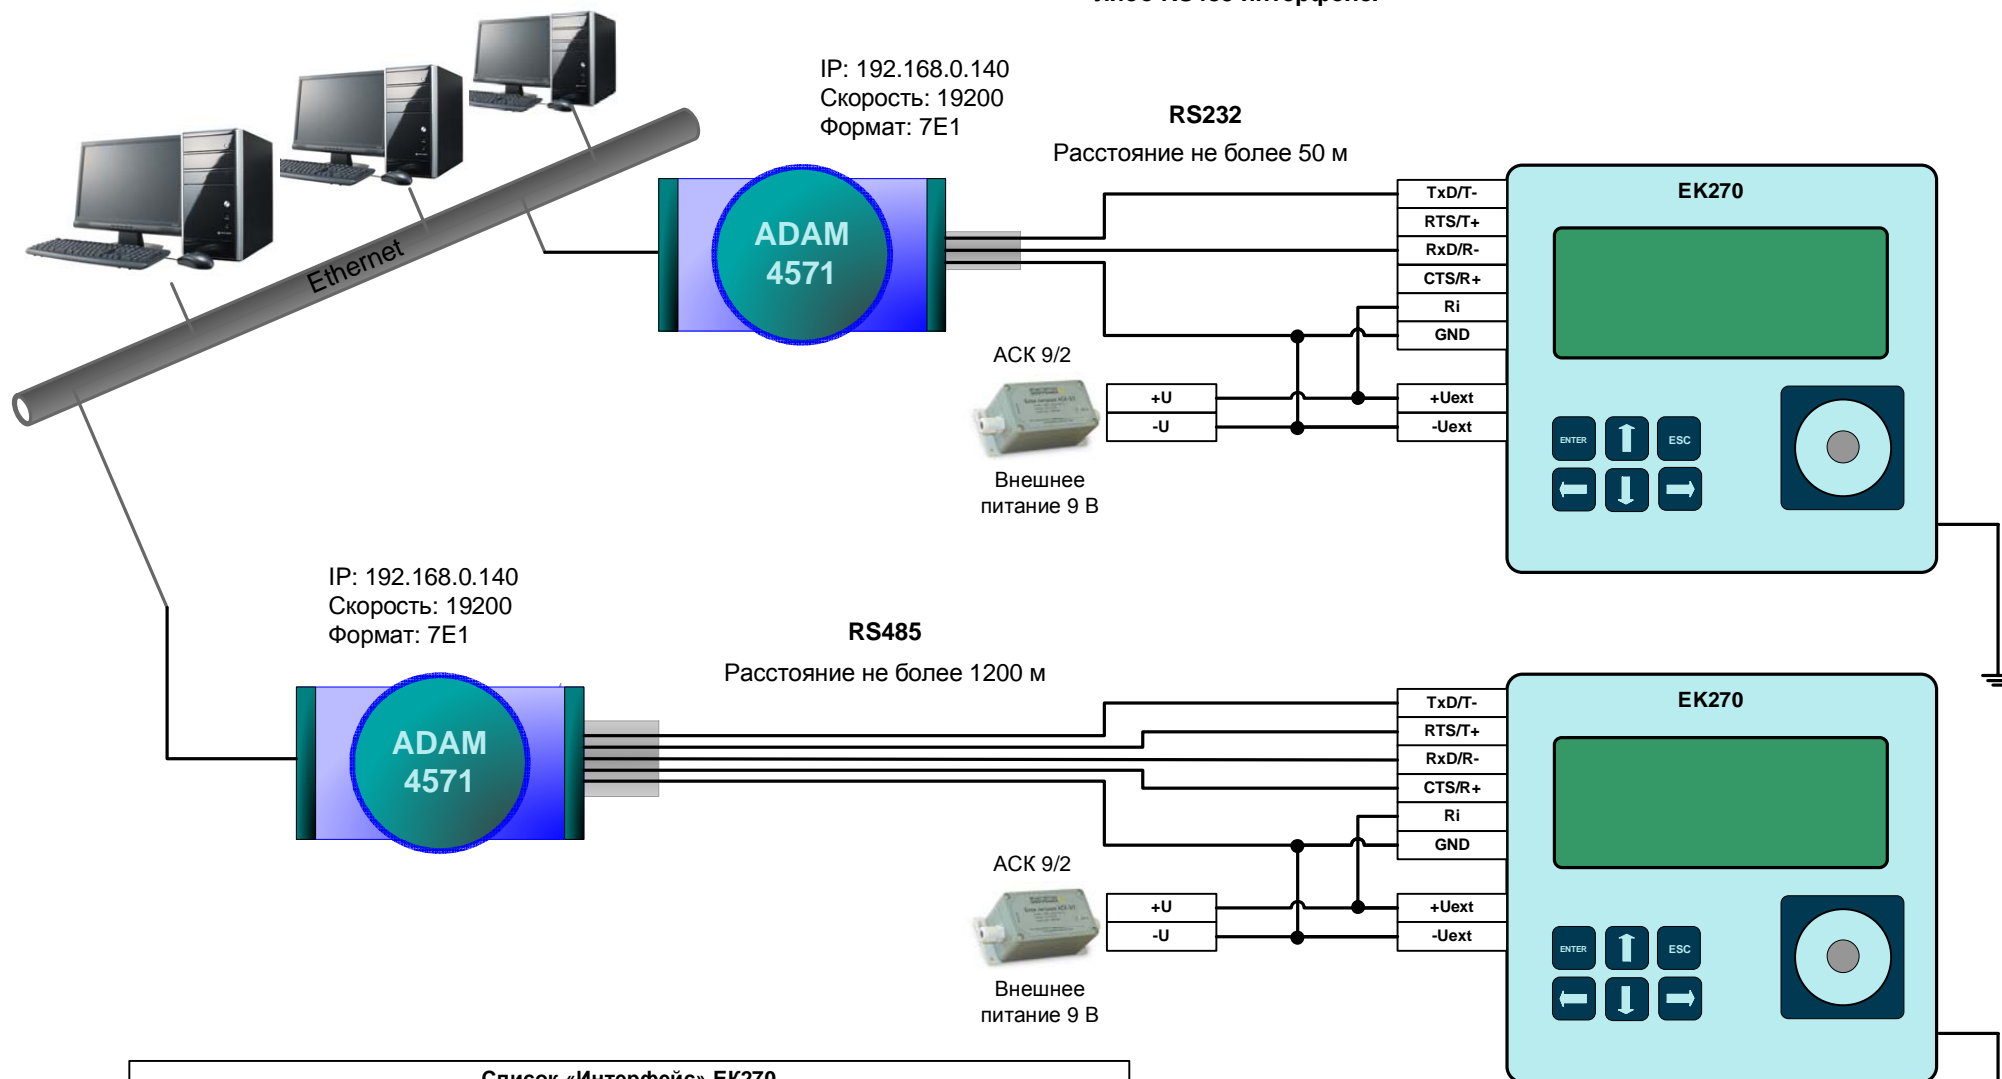 IP: 192.168.0.140
Скорость: 19200
Формат: 7E1
RS232
Расстояние не более 50 м
Ethernet
ADAM
4571
TxD/T-
RTS/T+
RxD/R-
CTS/R+
Ri
GND
+Uext
-Uext
EK270
ENTER
ESC
АСК 9/2
+U
-U
Внешнее
питание 9 В
IP: 192.168.0.140
Скорость: 19200
Формат: 7E1
RS485
Расстояние не более 1200 м
ADAM
4571
TxD/T-
RTS/T+
RxD/R-
CTS/R+
Ri
GND
+Uext
-Uext
EK270
ENTER
ESC
АСК 9/2
+U
-U
Внешнее
питание 9 В
Список «Интерфейс» ЕК270